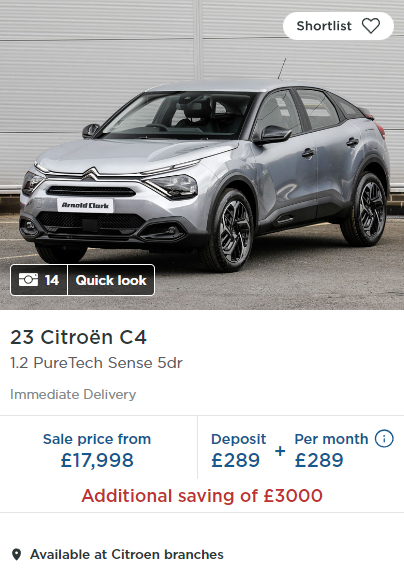 Shortlist
Arnold Clark
14 Quick look
23 Citroën C4
1.2 PureTech Sense 5dr
Immediate Delivery
Sale price from
£17,998
Deposit + Per month
£289 £289
Additional saving of £3000
Available at Citroen branches